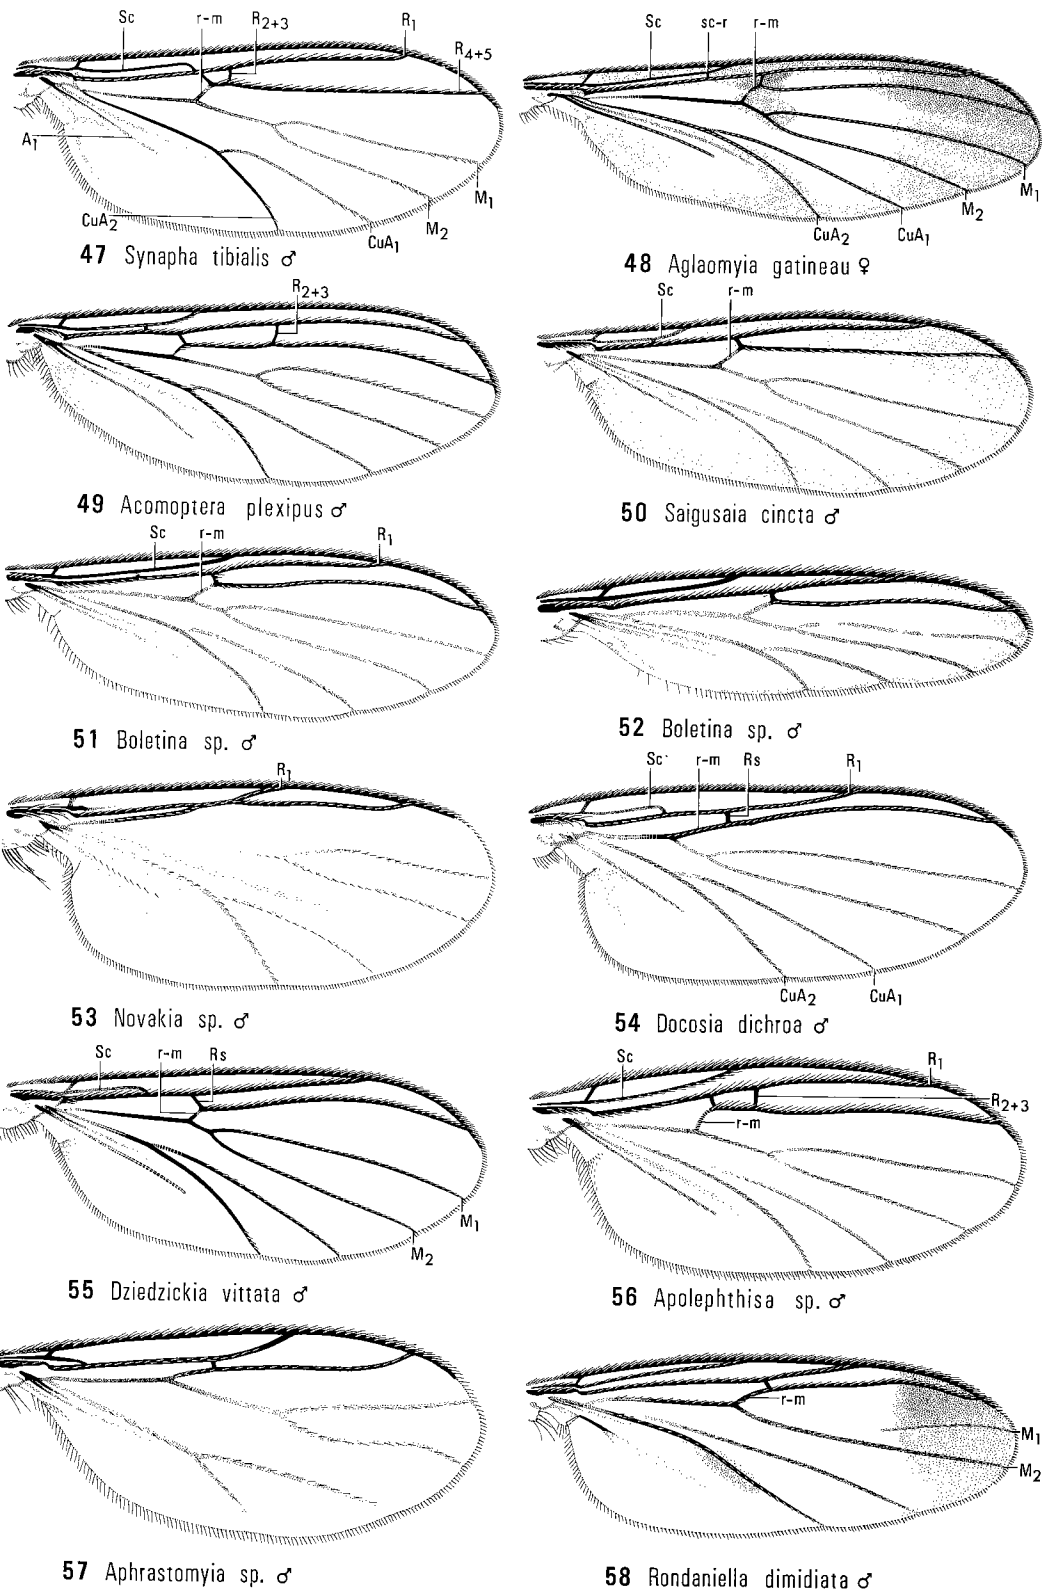 Sc r-m R2+3 R1
R4+5
A1
M1
M2
CuA1
CuA2
47 Synapha tibialis ♂
Sc sc-r r-m
M1
M2
CuA1
CuA2
48 Aglaomyia gatineau ♀
R2+3
49 Acomoptera plexipus ♂
Sc r-m
50 Saigusaia cincta ♂
Sc r-m R1
51 Boletina sp. ♂
52 Boletina sp. ♂
R1
53 Novakia sp. ♂
Sc r-m Rs R1
CuA2 CuA1
54 Docosia dichroa ♂
Sc r-m Rs
M1
M2
55 Dziedzickia vittata ♂
Sc R1
R2+3
r-m
56 Apolephthisa sp. ♂
57 Aphrastomyia sp. ♂
r-m
M1
M2
58 Rondaniella dimidiata ♂